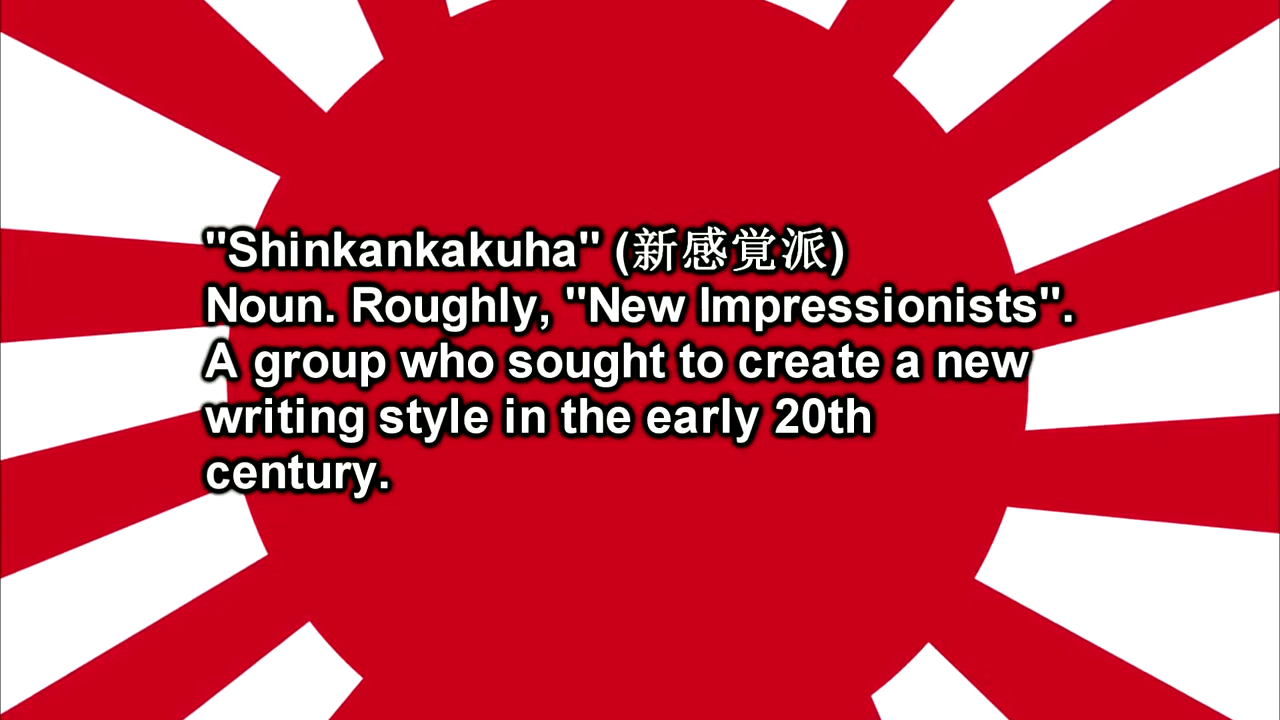 "Shinkankakuha" (新感覚派)
Noun. Roughly, "New Impressionists".
A group who sought to create a new
writing style in the early 20th
century.